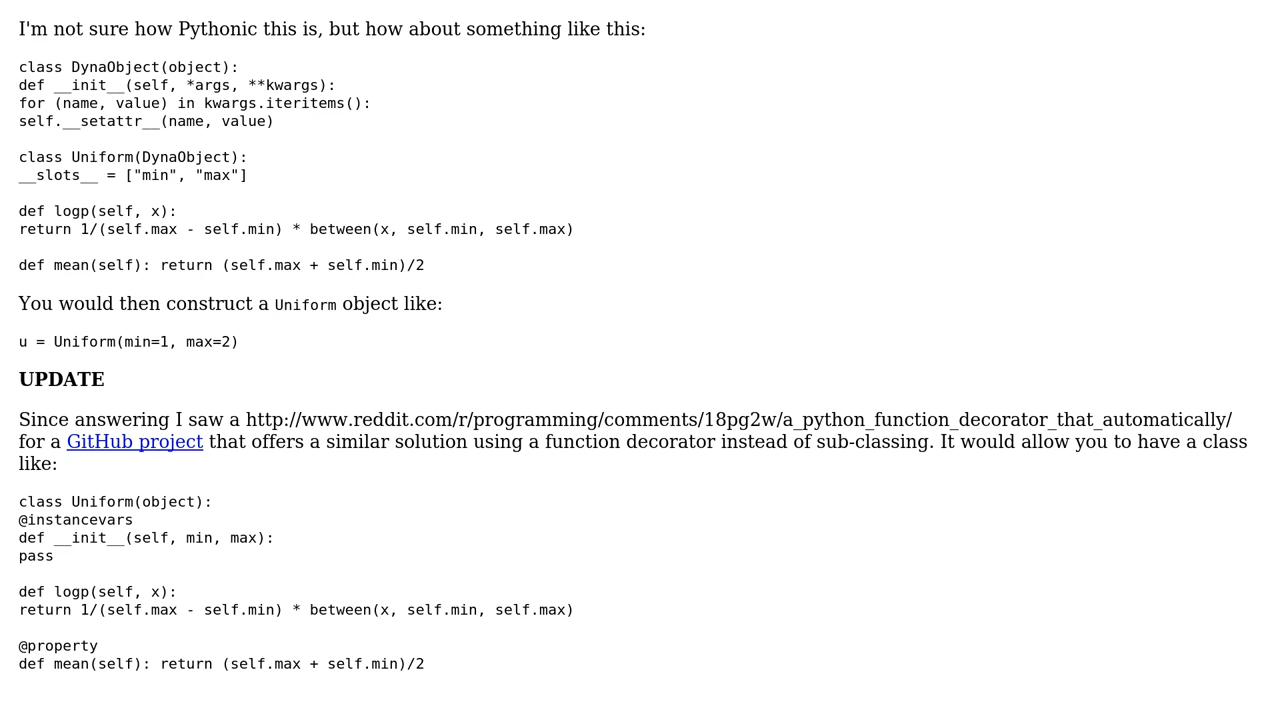 I'm not sure how Pythonic this is, but how about something like this:
class DynaObject(object):
def __init__(self, *args, **kwargs):
for (name, value) in kwargs.iteritems():
self.__setattr__(name, value)
class Uniform(DynaObject):
__slots__ = ["min", "max"]
def logp(self, x):
return 1/(self.max - self.min) * between(x, self.min, self.max)
def mean(self): return (self.max + self.min)/2
You would then construct a Uniform object like:
u = Uniform(min=1, max=2)
UPDATE
Since answering I saw a http://www.reddit.com/r/programming/comments/18pg2w/a_python_function_decorator_that_automatically/
for a GitHub project that offers a similar solution using a function decorator instead of sub-classing. It would allow you to have a class
like:
class Uniform(object):
@instancevars
def __init__(self, min, max):
pass
def logp(self, x):
return 1/(self.max - self.min) * between(x, self.min, self.max)
@property
def mean(self): return (self.max + self.min)/2